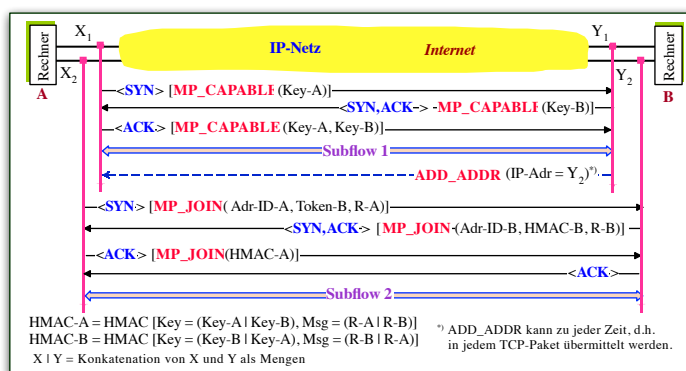 X1 IP-Netz Internet Y1
Rechner A X2 Y2 Rechner B
<SYN> [MP_CAPABLE(Key-A)]
<SYN,ACK> -MP_CAPABLE(Key-B)]
<ACK> [MP_CAPABLE(Key-A, Key-B)]
Subflow 1
ADD_ADDR (IP-Adr = Y2)*)
<SYN> [MP_JOIN( Adr-ID-A, Token-B, R-A)]
<SYN,ACK> [MP_JOIN (Adr-ID-B, HMAC-B, R-B)]
<ACK> [MP_JOIN(HMAC-A)]
<ACK>
Subflow 2
HMAC-A = HMAC [Key = (Key-A | Key-B), Msg = (R-A | R-B)]
HMAC-B = HMAC [Key = (Key-B | Key-A), Msg = (R-B | R-A)]
X | Y = Konkatenation von X und Y als Mengen
*) ADD_ADDR kann zu jeder Zeit, d.h.
in jedem TCP-Paket übermittelt werden.